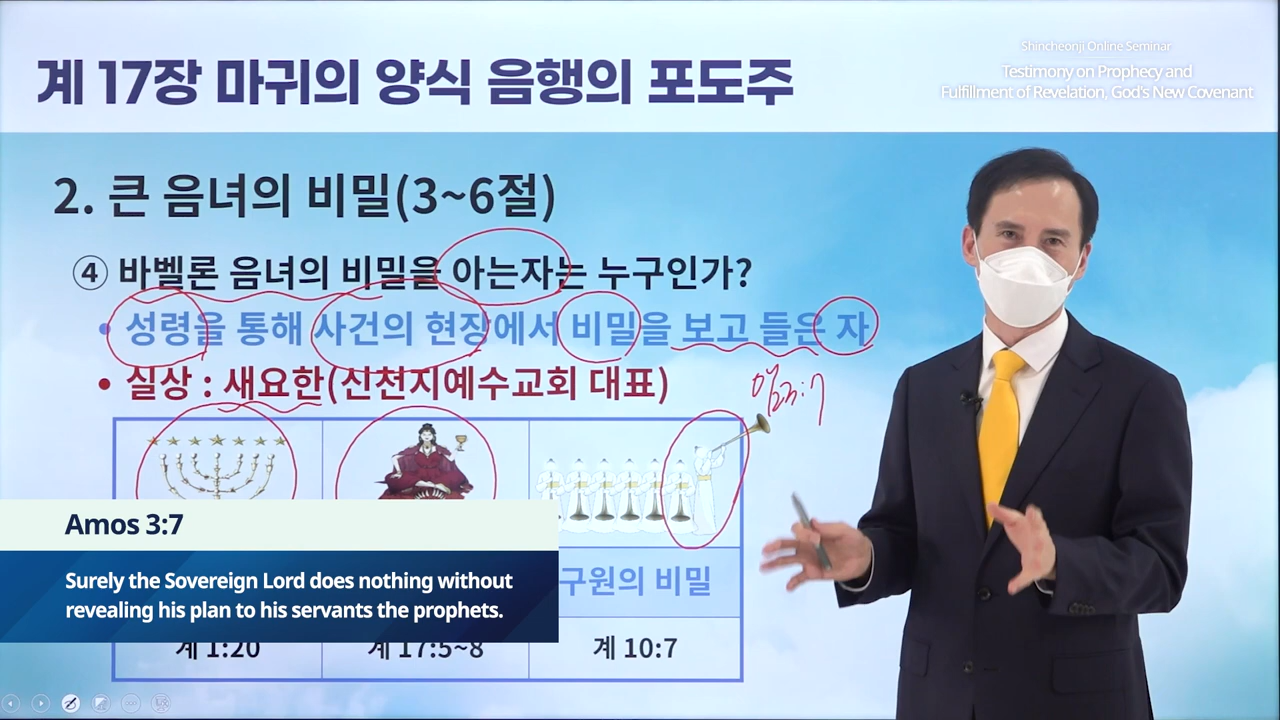 계 17장 마귀의 양식 음행의 포도주
Shincheonji Online Seminar
Testimony on Prophecy and
Fulfillment of Revelation, God's New Covenant
2. 큰 음녀의 비밀(3~6절)
④ 바벨론 음녀의 비밀을 아는자는 누구인가?
• 성령을 통해 사건의 현장에서 비밀을 보고 들은 자
• 실상 : 새요한(신천지예수교회 대표)
암3:7
구원의 비밀
계 1:20
계 17:5~8
계 10:7
Amos 3:7
Surely the Sovereign Lord does nothing without
revealing his plan to his servants the prophets.